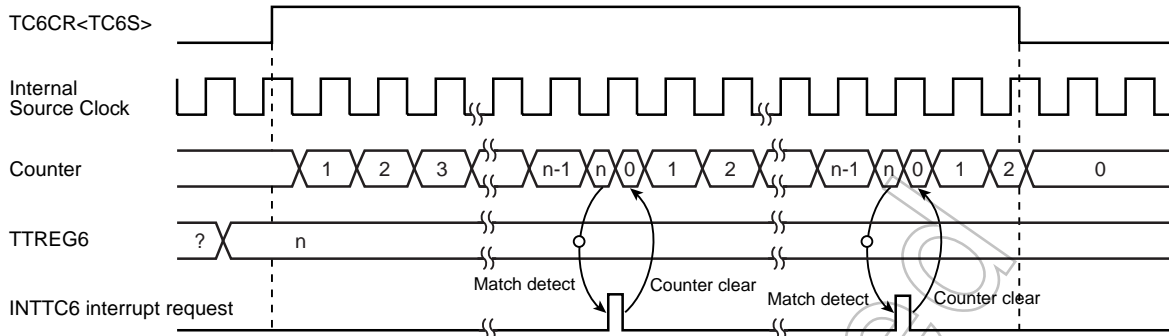 TC6CR<TC6S>
Internal
Source Clock
Counter 1 2 3 n-1 n 0 1 2 n-1 n 0 1 2 0
TTREG6 ? n
Match detect Counter clear Match detect Counter clear
INTTC6 interrupt request